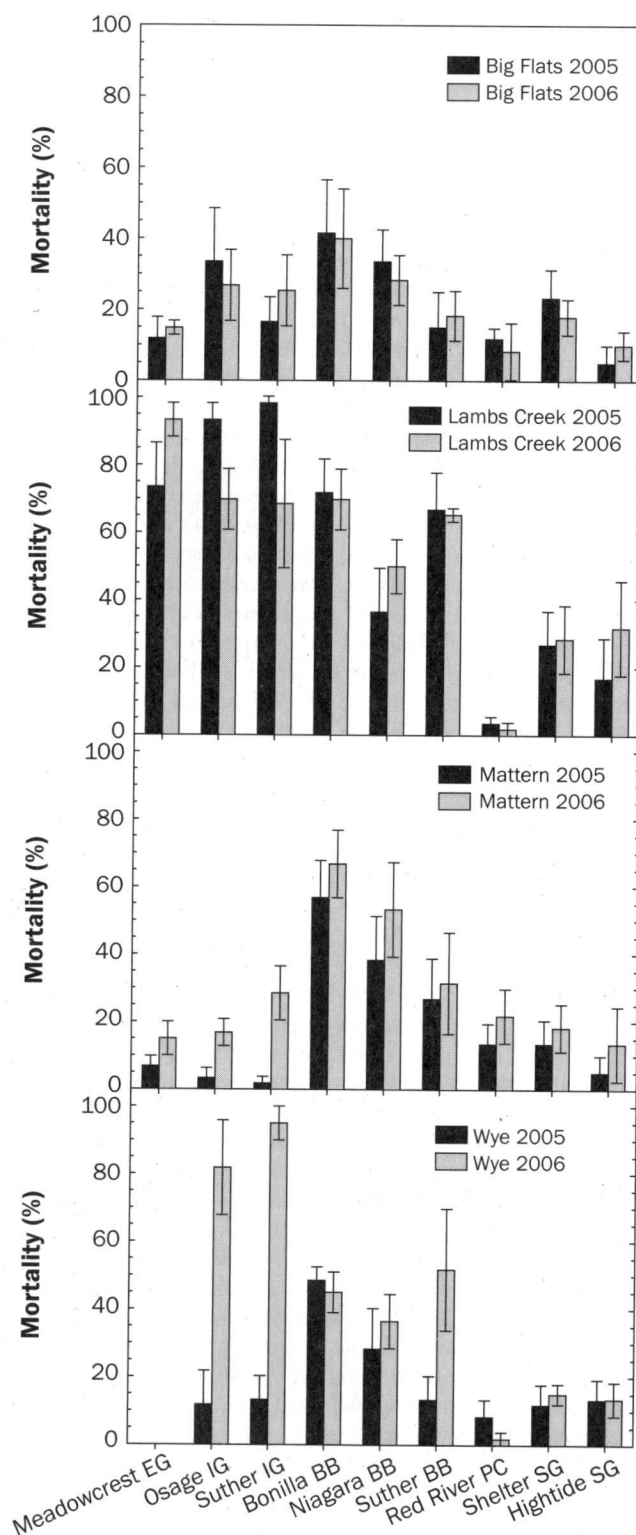 100
80
60
40
20
0
Mortality (%)
Big Flats 2005
Big Flats 2006
100
80
60
40
20
0
Mortality (%)
Lambs Creek 2005
Lambs Creek 2006
100
80
60
40
20
0
Mortality (%)
Mattern 2005
Mattern 2006
100
80
60
40
20
0
Mortality (%)
Wye 2005
Wye 2006
Meadowcrest EG
Osage IG
Suther IG
Bonilla BB
Niagara BB
Suther BB
Red River PC
Shelter SG
Hightide SG